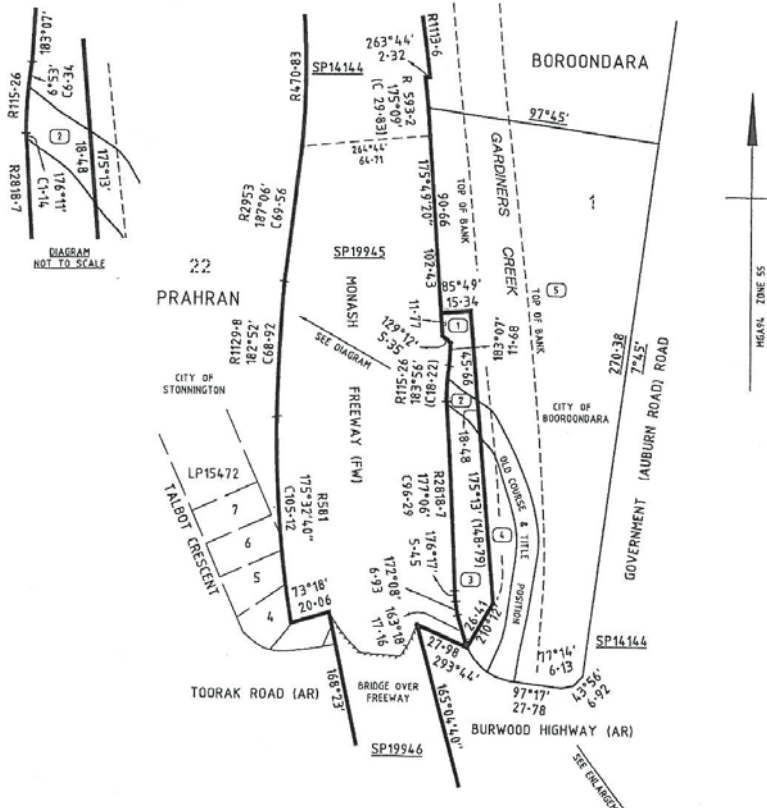 183°07'
R115-26
6°53'
C6-34
2
18-48
175°13'
R2818-7
C1-14
176°11'
DIAGRAM
NOT TO SCALE
R470-83
SP14144
263°44'
2-32
R1113-6
R 593-2
175°09'
(C 29-83)
264°44'
64-71
BOROONDARA
97°45'
GARDINERS
CREEK
TOP OF BANK
TOP OF BANK
1
5
MGA94 ZONE 55
R2953
187°06'
C69-56
175°49'20"
90-66
102-43
SP19945
22
PRAHRAN
MONASH
FREEWAY (FW)
85°49'
15-34
11-77
129°12'
5-35
1
183°07'
11-68
45-66
SEE DIAGRAM
R115-26
183°56'
(C18-22)
2
18-48
R1129-8
182°52'
C68-92
CITY OF
STONNINGTON
CITY OF
BOOROONDARA
270-38
7°45'
GOVERNMENT (AUBURN ROAD) ROAD
R2818-7
177°06'
C96-29
175°13' (148-79)
OLD COURSE & TITLE
POSITION
4
LP15472
7
6
5
4
TALBOT CRESCENT
R581
175°32'40"
C105-12
176°17'
5-45
3
172°08'
6-93
163°18'
17-16
73°18'
20-06
26-41
210°12'
27-98
293°44'
SP14144
77°14'
6-13
43°56'
6-92
97°17'
27-78
TOORAK ROAD (AR)
168°23'
BRIDGE OVER
FREEWAY
165°04'40"
BURWOOD HIGHWAY (AR)
SP19946